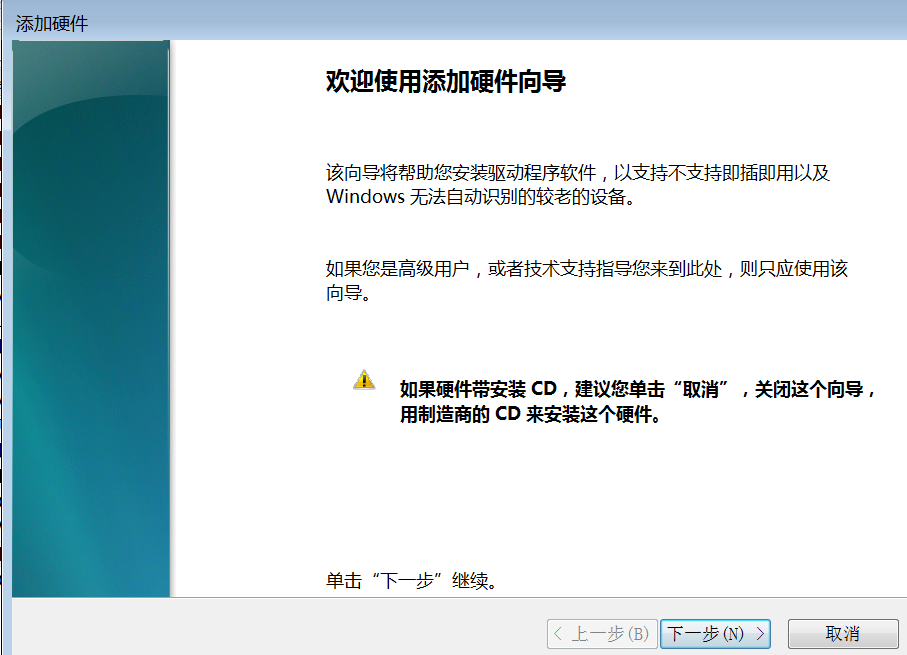 添加硬件
欢迎使用添加硬件向导
该向导将帮助您安装驱动程序软件，以支持不支持即插即用以及
Windows 无法自动识别的较老的设备。
如果您是高级用户，或者技术支持指导您来到此处，则只应使用该
向导。
如果硬件带安装 CD，建议您单击“取消”，关闭这个向导，
用制造商的 CD 来安装这个硬件。
单击“下一步”继续。
< 上一步(B) 下一步(N) > 取消